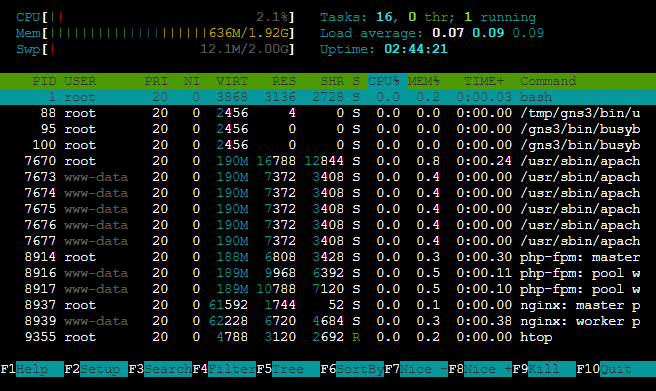 CPU[|| 2.1%] Tasks: 16, 0 thr; 1 running
Mem[||||||||||||||||||||636M/1.92G] Load average: 0.07 0.09 0.09
Swp[| 12.1M/2.00G] Uptime: 02:44:21
PID USER PRI NI VIRT RES SHR S CPU% MEM% TIME+ Command
1 root 20 0 3868 3136 2728 S 0.0 0.2 0:00.03 bash
88 root 20 0 2456 4 0 S 0.0 0.0 0:00.00 /tmp/gns3/bin/u
95 root 20 0 2456 0 0 S 0.0 0.0 0:00.00 /gns3/bin/busyb
100 root 20 0 2456 0 0 S 0.0 0.0 0:00.00 /gns3/bin/busyb
7670 root 20 0 190M 16788 12844 S 0.0 0.8 0:00.24 /usr/sbin/apach
7673 www-data 20 0 190M 7372 3408 S 0.0 0.4 0:00.00 /usr/sbin/apach
7674 www-data 20 0 190M 7372 3408 S 0.0 0.4 0:00.00 /usr/sbin/apach
7675 www-data 20 0 190M 7372 3408 S 0.0 0.4 0:00.00 /usr/sbin/apach
7676 www-data 20 0 190M 7372 3408 S 0.0 0.4 0:00.00 /usr/sbin/apach
7677 www-data 20 0 190M 7372 3408 S 0.0 0.4 0:00.00 /usr/sbin/apach
8914 root 20 0 188M 6808 3428 S 0.0 0.3 0:00.30 php-fpm: master
8916 www-data 20 0 189M 9968 6392 S 0.0 0.5 0:00.11 php-fpm: pool w
8917 www-data 20 0 189M 10788 7120 S 0.0 0.5 0:00.10 php-fpm: pool w
8937 root 20 0 61592 1744 52 S 0.0 0.1 0:00.00 nginx: master p
8939 www-data 20 0 62228 6720 4684 S 0.0 0.3 0:00.38 nginx: worker p
9355 root 20 0 4788 3120 2692 R 0.0 0.2 0:00.10 htop
F1Help F2Setup F3SearchF4FilterF5Tree F6SortByF7Nice -F8Nice +F9Kill F10Quit